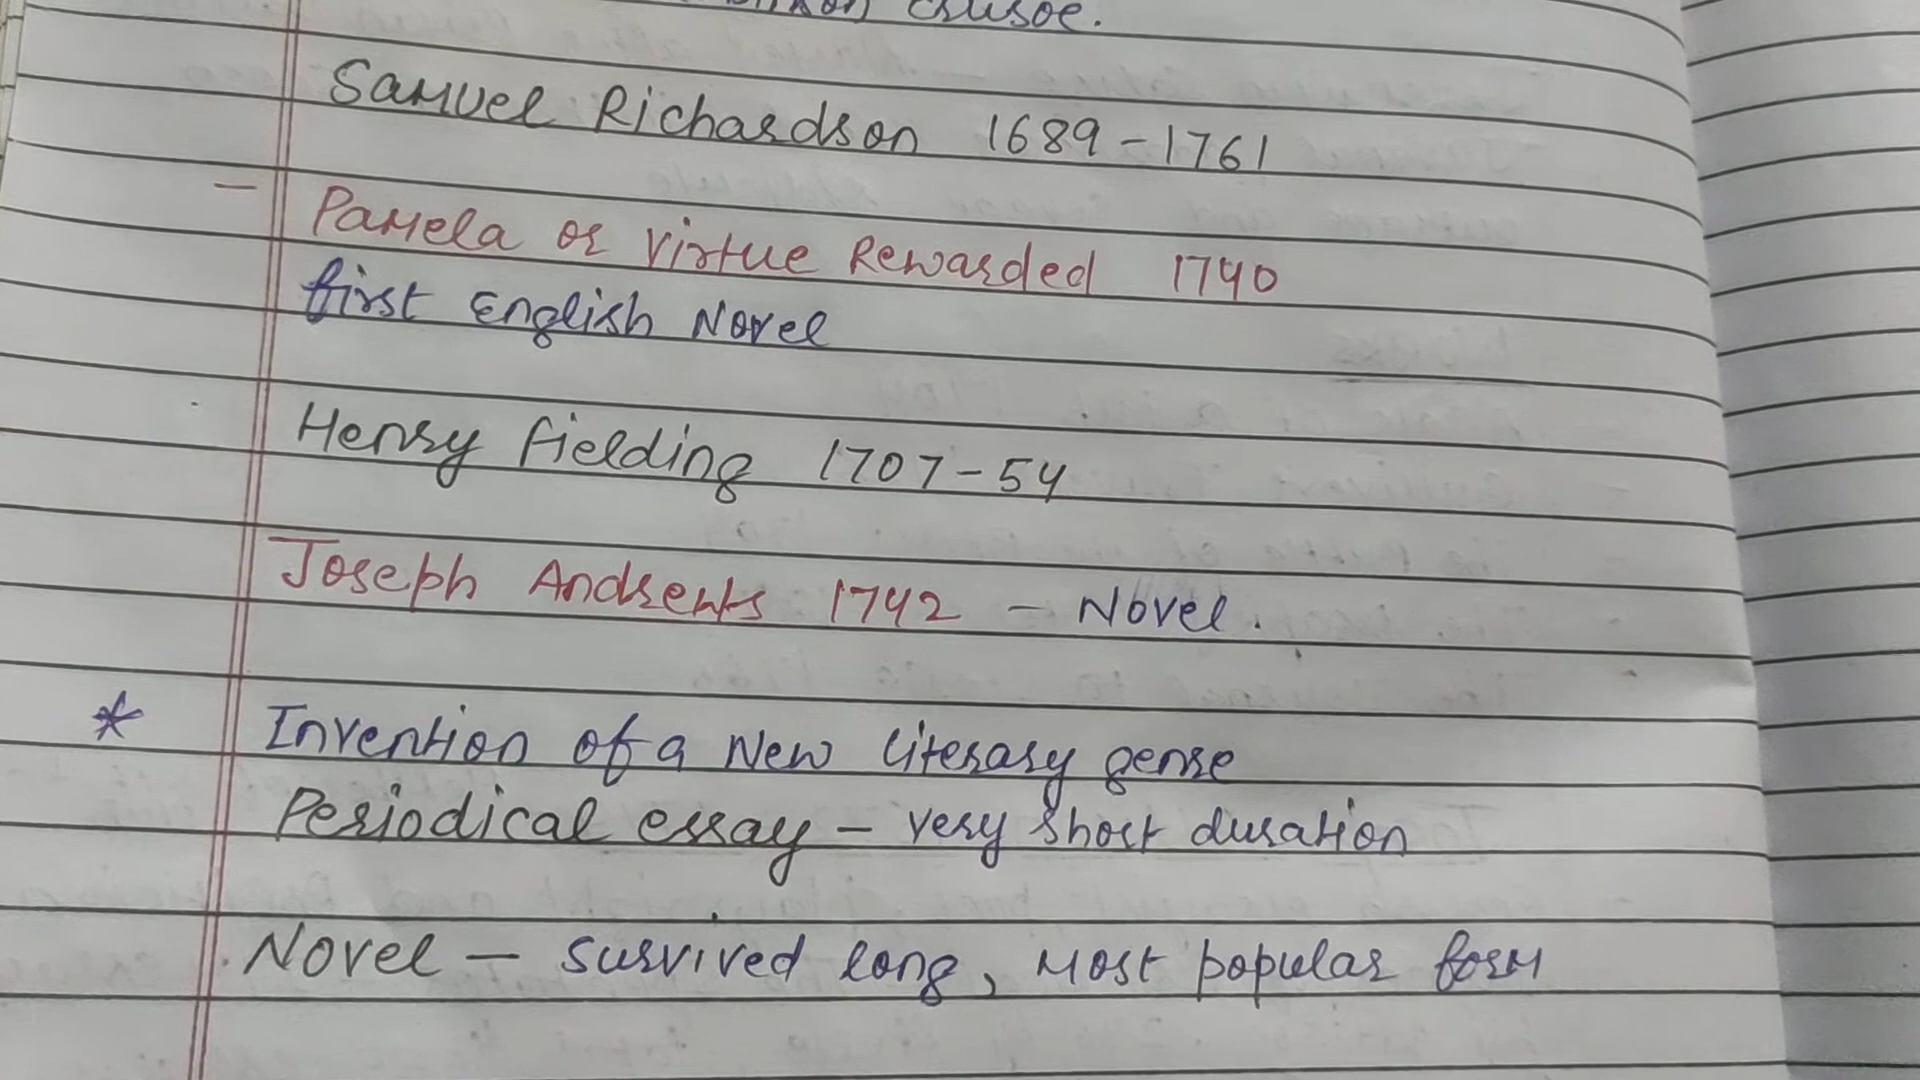 Crusoe.
Samuel Richardson 1689-1761
- Pamela or Virtue Rewarded 1740
first English Novel
Henry Fielding 1707-54
Joseph Andrews 1742 - Novel.
* Invention of a New literary genre
Periodical essay - very short duration
Novel - survived long, most popular form